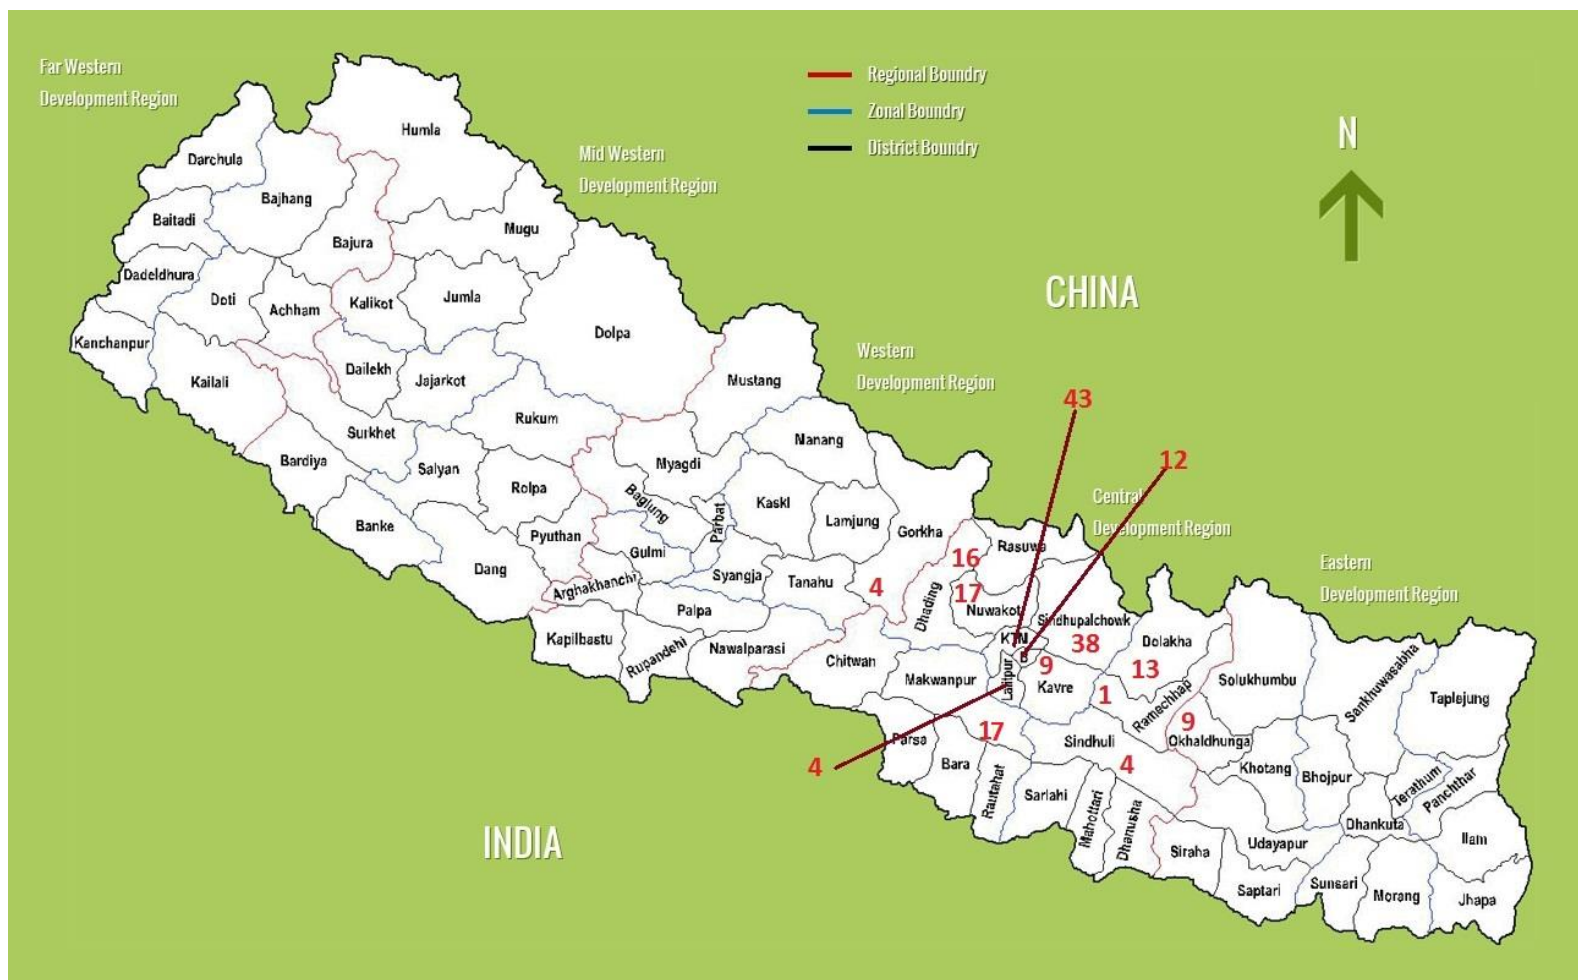 Far Western
Development Region
Regional Boundry
Zonal Boundry
District Boundry
N
Humla
Darchula
Mid Western
Development Region
Bajhang
Baitadi
Mugu
Bajura
Dadeldhura
Doti
Achham
Kalikot
Jumla
CHINA
Kanchanpur
Dolpa
Kailali
Dailekh
Jajarkot
Mustang
Western
Development Region
43
Rukum
Surkhet
Manang
Bardiya
Salyan
Myagdi
12
Rolpa
Baglung
Parbat
Kaski
Lamjung
Central
Development Region
Banke
Pyuthan
Gulmi
Gorkha
Rasuwa
16
Dang
Arghakhanchi
Syangja
Tanahu
4
Dhading
17
Nuwakot
Eastern
Development Region
Palpa
Sindhupalchowk
38
Dolakha
Kapilbastu
Rupandehi
Nawalparasi
Chitwan
KTM
B
9
13
Makwanpur
Lalitpur
Kavre
1
Ramechhap
Solukhumbu
Sankhuwasabha
Taplejung
9
Okhaldhunga
17
Parsa
Sindhuli
4
4
Bara
Rautahat
Sarlahi
Mahottari
Dhanusha
Khotang
Bhojpur
Terathum
Panchthar
INDIA
Siraha
Udayapur
Dhankuta
Ilam
Saptari
Sunsari
Morang
Jhapa